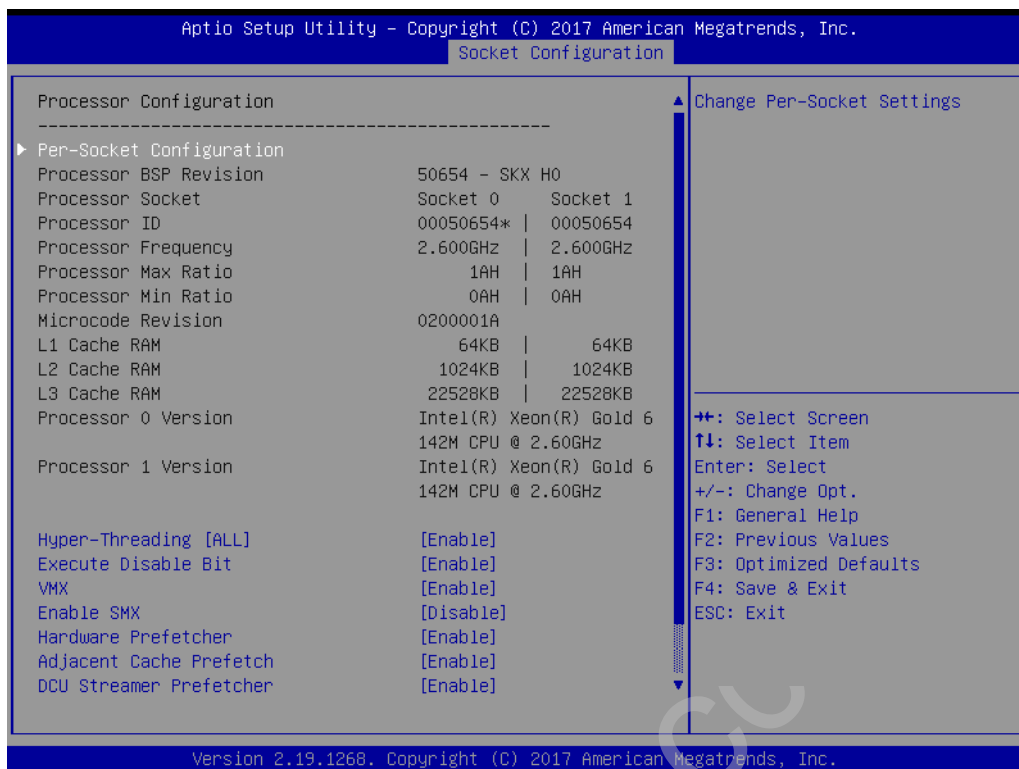 Aptio Setup Utility – Copyright (C) 2017 American Megatrends, Inc.
Socket Configuration
Processor Configuration
--------------------------------------------------
Per-Socket Configuration
Processor BSP Revision 50654 - SKX H0
Processor Socket Socket 0 Socket 1
Processor ID 00050654* | 00050654
Processor Frequency 2.600GHz | 2.600GHz
Processor Max Ratio 1AH | 1AH
Processor Min Ratio 0AH | 0AH
Microcode Revision 0200001A
L1 Cache RAM 64KB | 64KB
L2 Cache RAM 1024KB | 1024KB
L3 Cache RAM 22528KB | 22528KB
Processor 0 Version Intel(R) Xeon(R) Gold 6
142M CPU @ 2.60GHz
Processor 1 Version Intel(R) Xeon(R) Gold 6
142M CPU @ 2.60GHz
Hyper-Threading [ALL] [Enable]
Execute Disable Bit [Enable]
VMX [Enable]
Enable SMX [Disable]
Hardware Prefetcher [Enable]
Adjacent Cache Prefetch [Enable]
DCU Streamer Prefetcher [Enable]
Change Per-Socket Settings
→←: Select Screen
↑↓: Select Item
Enter: Select
+/-: Change Opt.
F1: General Help
F2: Previous Values
F3: Optimized Defaults
F4: Save & Exit
ESC: Exit
Version 2.19.1268. Copyright (C) 2017 American Megatrends, Inc.